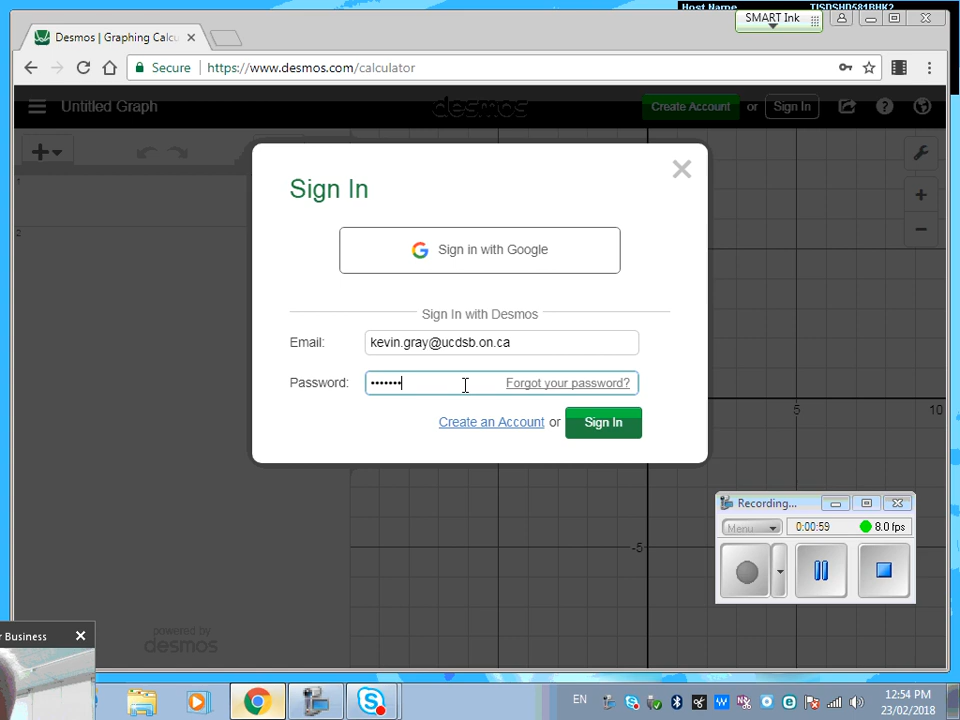 Host Name TISDSHD581BHK2
SMART Ink
Desmos | Graphing Calcu
Secure https://www.desmos.com/calculator
Untitled Graph desmos Create Account or Sign In
1
2
Sign In
Sign in with Google
Sign In with Desmos
Email: kevin.gray@ucdsb.on.ca
Password: ••••••• Forgot your password?
Create an Account or Sign In
5 10
-5
Recording...
Menu 0:00:59 8.0 fps
powered by
desmos
r Business
EN 12:54 PM
23/02/2018